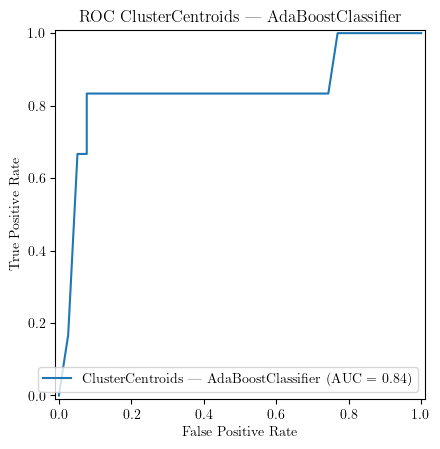 ROC ClusterCentroids — AdaBoostClassifier
1.0
0.8
0.6
0.4
0.2
0.0
True Positive Rate
ClusterCentroids — AdaBoostClassifier (AUC = 0.84)
0.0 0.2 0.4 0.6 0.8 1.0
False Positive Rate